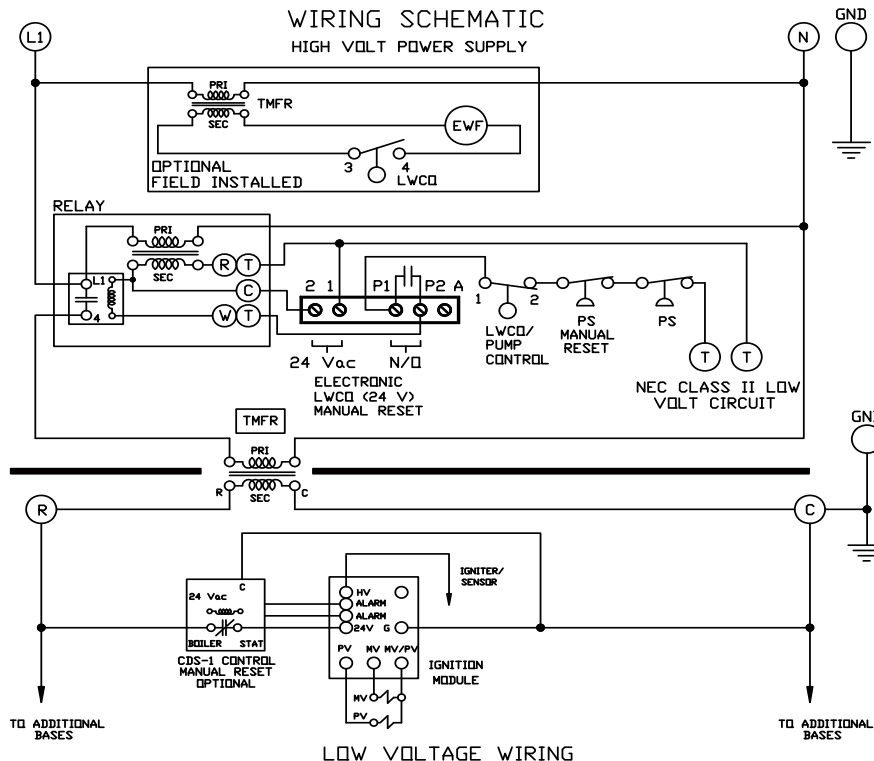 WIRING SCHEMATIC
HIGH VOLT POWER SUPPLY
L1
N
GND
PRI
TMFR
SEC
EWF
3
4
LWCO
OPTIONAL
FIELD INSTALLED
RELAY
PRI
SEC
R T
C
W T
L1
4
2 1
P1
P2 A
1
2
LWCO/
PUMP
CONTROL
PS
MANUAL
RESET
PS
T
T
24 Vac
N/O
ELECTRONIC
LWCO (24 V)
MANUAL RESET
NEC CLASS II LOW
VOLT CIRCUIT
TMFR
PRI
R
SEC
C
GN
R
C
C
24 Vac
BOILER
STAT
CDS-1 CONTROL
MANUAL RESET
OPTIONAL
HV
ALARM
ALARM
24V
G
PV
MV
MV/PV
IGNITER/
SENSOR
IGNITION
MODULE
MV
PV
TO ADDITIONAL
BASES
TO ADDITIONAL
BASES
LOW VOLTAGE WIRING